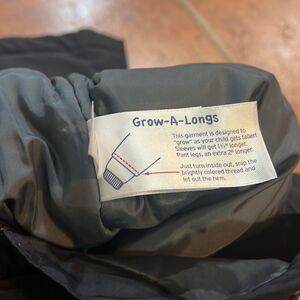 Grow-A-Longs
This garment is designed to
"grow" as your child gets taller!
Sleeves will get 1½" longer.
Pant legs, an extra 2" longer.
Just turn inside out, snip the
brightly colored thread and
let out the hem.